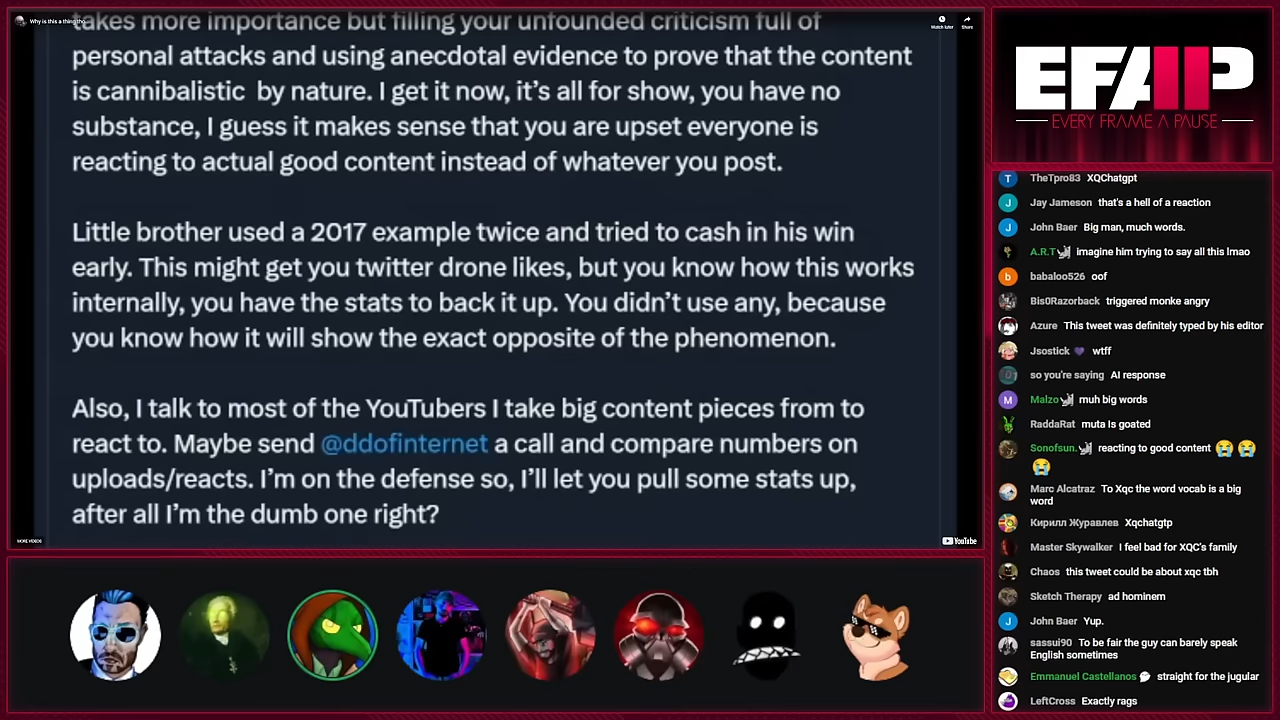 Why is this a thing tho...
Watch later
Share
takes more importance but filling your unfounded criticism full of
personal attacks and using anecdotal evidence to prove that the content
is cannibalistic by nature. I get it now, it's all for show, you have no
substance, I guess it makes sense that you are upset everyone is
reacting to actual good content instead of whatever you post.
Little brother used a 2017 example twice and tried to cash in his win
early. This might get you twitter drone likes, but you know how this works
internally, you have the stats to back it up. You didn't use any, because
you know how it will show the exact opposite of the phenomenon.
Also, I talk to most of the YouTubers I take big content pieces from to
react to. Maybe send @ddofinternet a call and compare numbers on
uploads/reacts. I'm on the defense so, I'll let you pull some stats up,
after all I'm the dumb one right?
MORE VIDEOS
YouTube
EFAP
EVERY FRAME A PAUSE
T TheTpro83 XQChatgpt
J Jay Jameson that's a hell of a reaction
J John Baer Big man, much words.
A.R.T imagine him trying to say all this lmao
b babaloo526 oof
Bis0Razorback triggered monke angry
Azure This tweet was definitely typed by his editor
Jsostick 💜 wtff
so you're saying AI response
M Malzo muh big words
RaddaRat muta is goated
Sonofsun. reacting to good content 😭 😭
😭
Marc Alcatraz To Xqc the word vocab is a big
word
Кирилл Журавлев Xqchatgtp
Master Skywalker I feel bad for XQC's family
Chaos this tweet could be about xqc tbh
Sketch Therapy ad hominem
J John Baer Yup.
sassui90 To be fair the guy can barely speak
English sometimes
Emmanuel Castellanos straight for the jugular
LeftCross Exactly rags